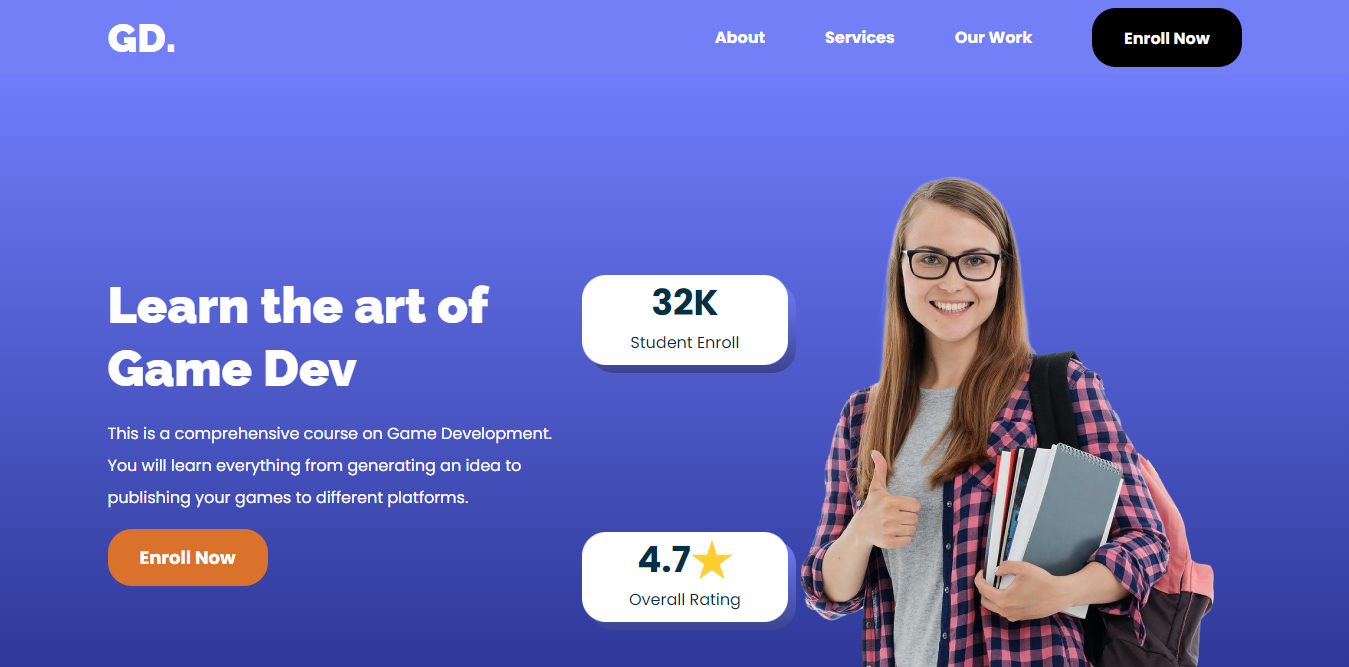 GD.
About
Services
Our Work
Enroll Now
Learn the art of
Game Dev
This is a comprehensive course on Game Development.
You will learn everything from generating an idea to
publishing your games to different platforms.
Enroll Now
32K
Student Enroll
4.7
Overall Rating